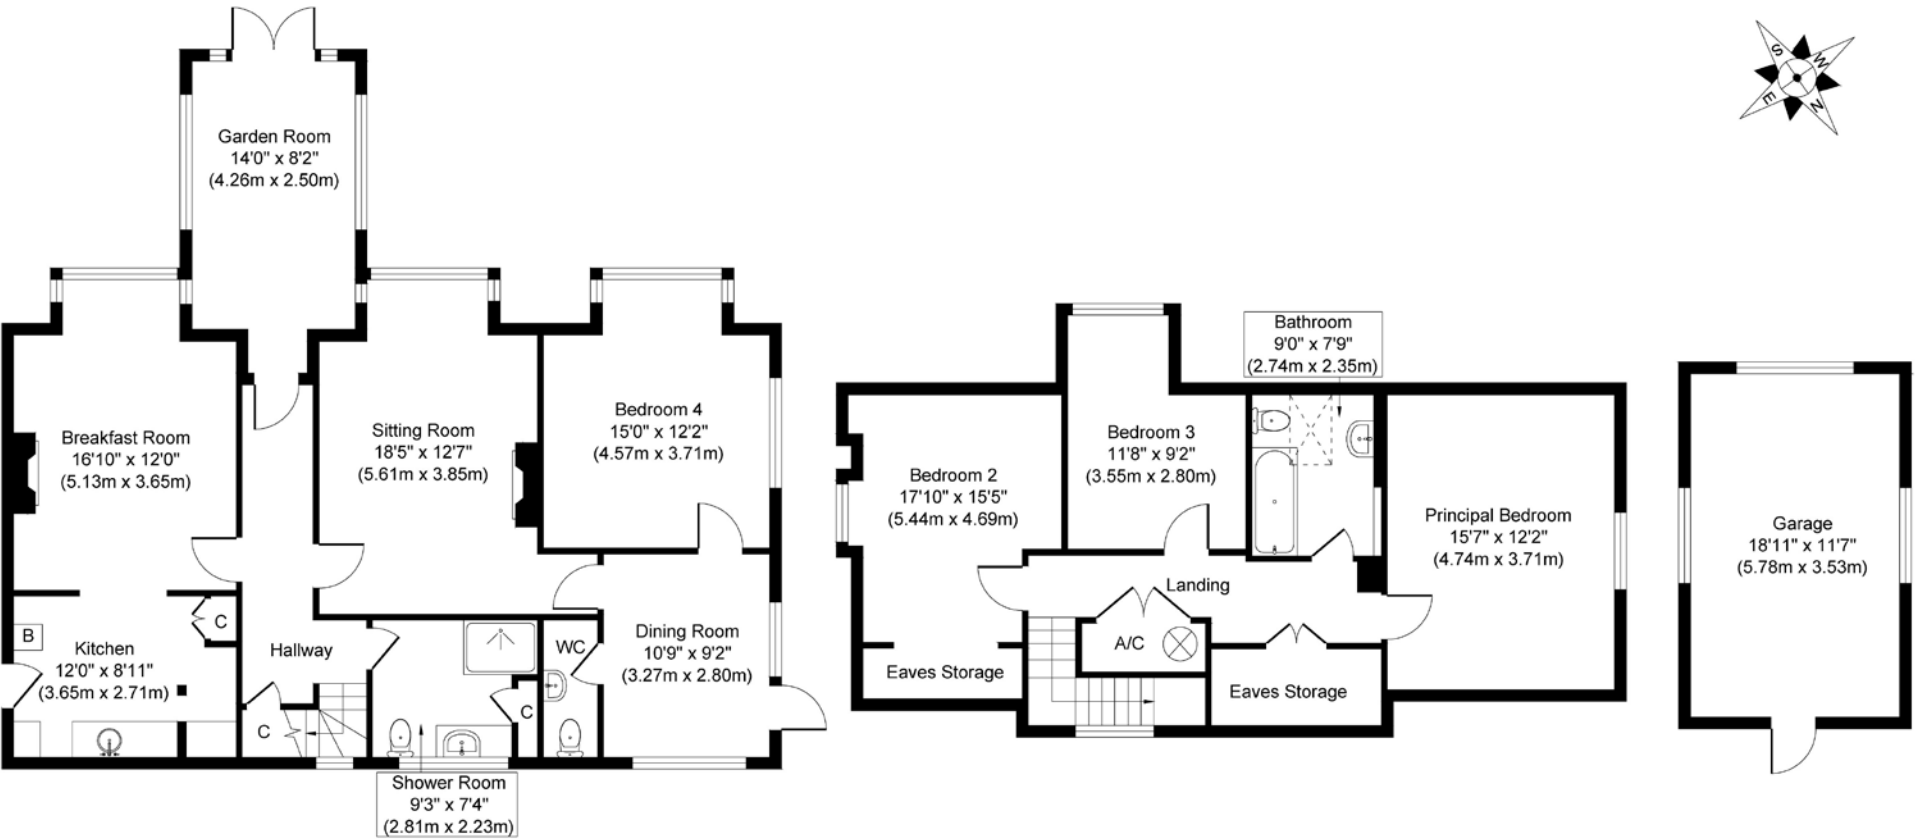 Garden Room
14'0" x 8'2"
(4.26m x 2.50m)
Breakfast Room
16'10" x 12'0"
(5.13m x 3.65m)
Sitting Room
18'5" x 12'7"
(5.61m x 3.85m)
Bedroom 4
15'0" x 12'2"
(4.57m x 3.71m)
B
Kitchen
12'0" x 8'11"
(3.65m x 2.71m)
C
Hallway
C
WC
C
Dining Room
10'9" x 9'2"
(3.27m x 2.80m)
Shower Room
9'3" x 7'4"
(2.81m x 2.23m)
Bathroom
9'0" x 7'9"
(2.74m x 2.35m)
Bedroom 2
17'10" x 15'5"
(5.44m x 4.69m)
Bedroom 3
11'8" x 9'2"
(3.55m x 2.80m)
Principal Bedroom
15'7" x 12'2"
(4.74m x 3.71m)
Landing
A/C
Eaves Storage
Eaves Storage
S
W
E
N
Garage
18'11" x 11'7"
(5.78m x 3.53m)